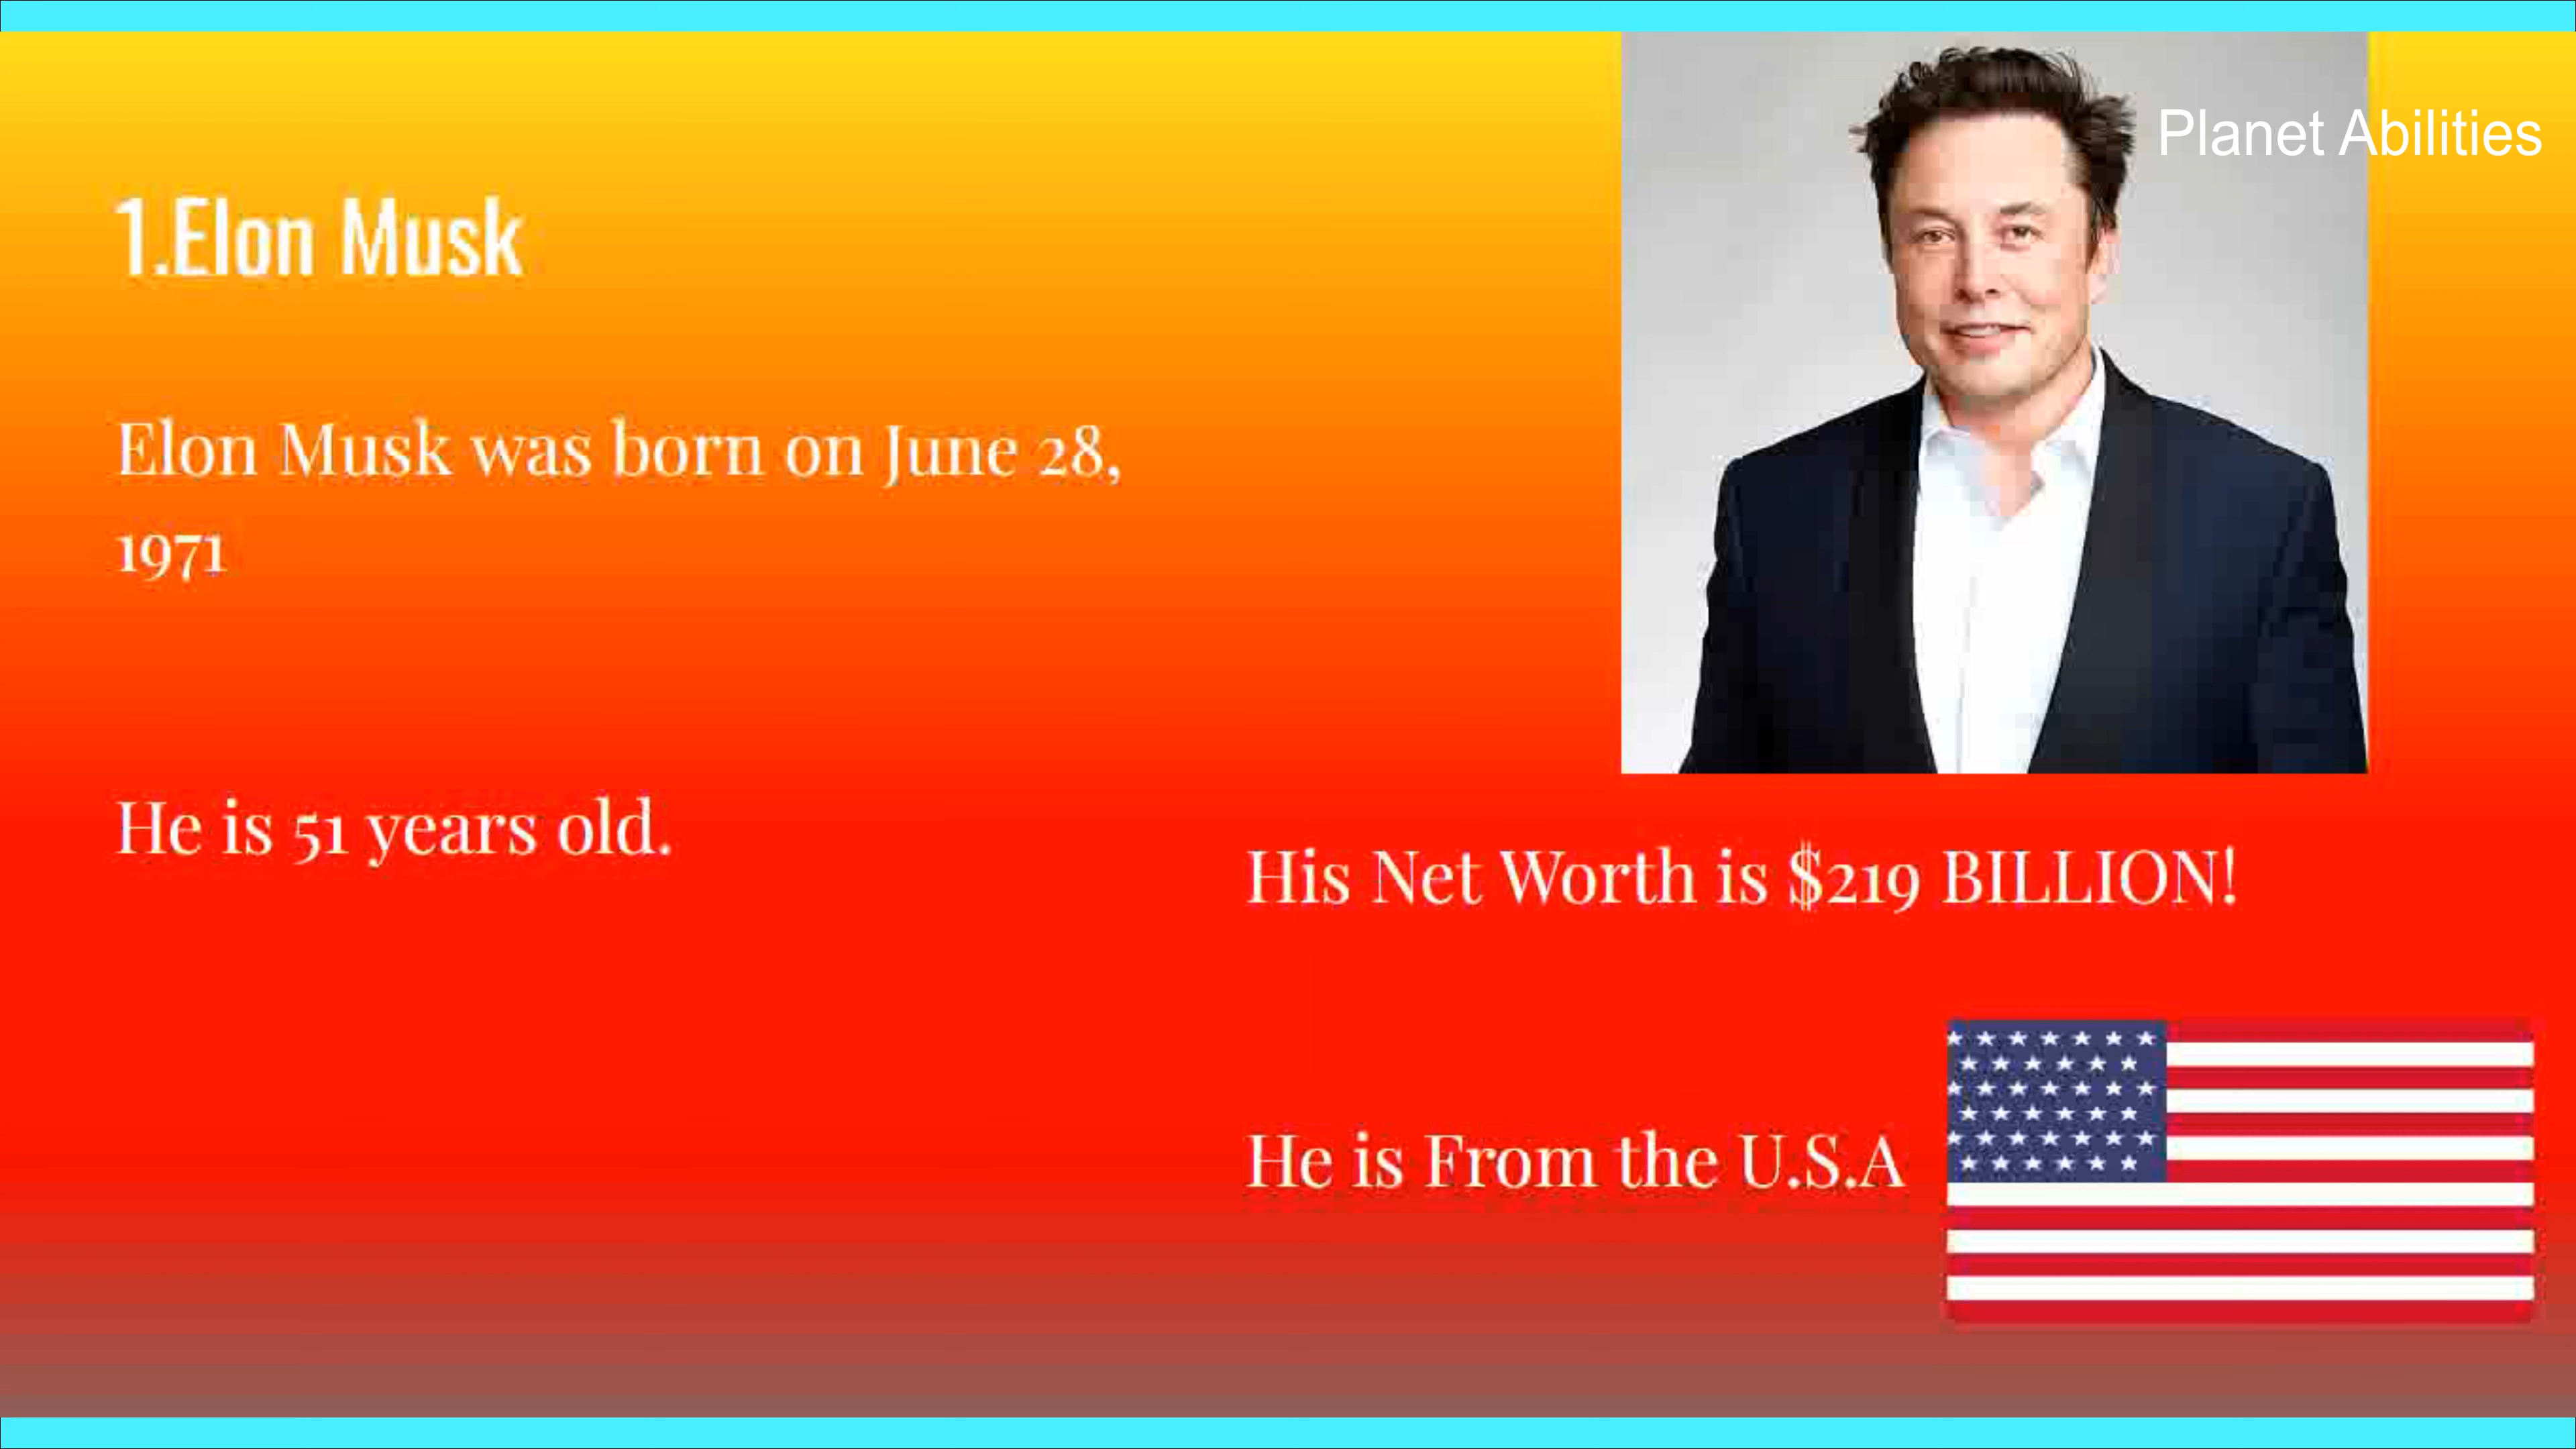 Planet Abilities
1.Elon Musk
Elon Musk was born on June 28,
1971
He is 51 years old.
His Net Worth is $219 BILLION!
He is From the U.S.A